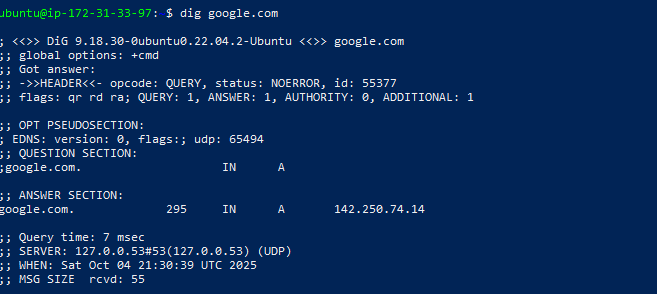 ubuntu@ip-172-31-33-97:~$ dig google.com
; <<>> DiG 9.18.30-0ubuntu0.22.04.2-Ubuntu <<>> google.com
;; global options: +cmd
;; Got answer:
;; ->>HEADER<<- opcode: QUERY, status: NOERROR, id: 55377
;; flags: qr rd ra; QUERY: 1, ANSWER: 1, AUTHORITY: 0, ADDITIONAL: 1
;; OPT PSEUDOSECTION:
; EDNS: version: 0, flags:; udp: 65494
;; QUESTION SECTION:
;google.com. IN A
;; ANSWER SECTION:
google.com. 295 IN A 142.250.74.14
;; Query time: 7 msec
;; SERVER: 127.0.0.53#53(127.0.0.53) (UDP)
;; WHEN: Sat Oct 04 21:30:39 UTC 2025
;; MSG SIZE rcvd: 55